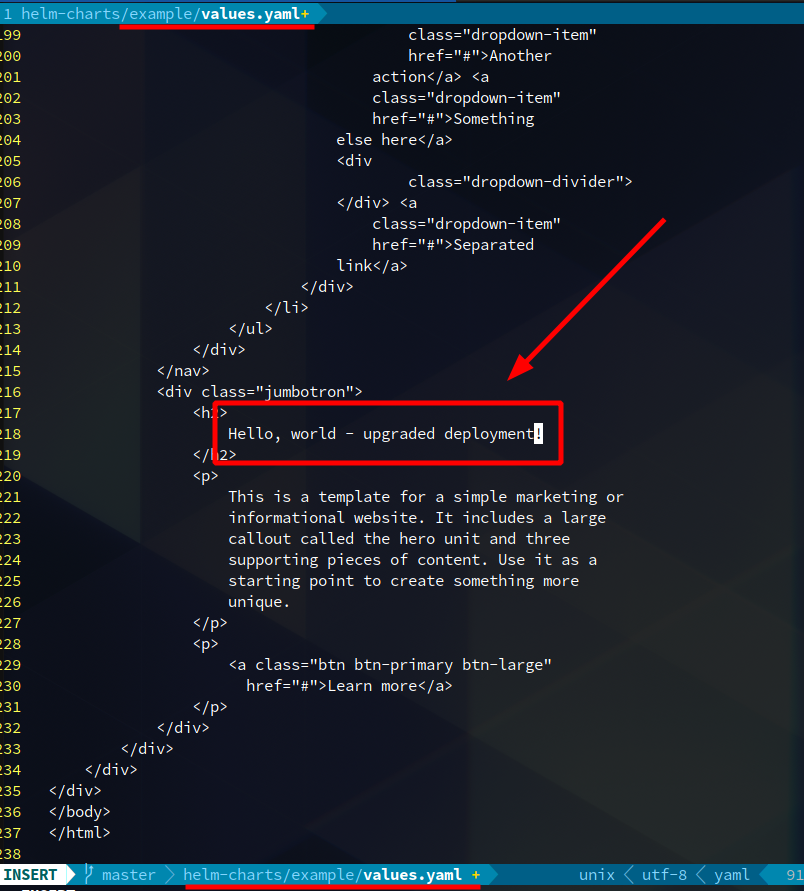 1 helm-charts/example/values.yaml+
199 class="dropdown-item"
200 href="#">Another
201 action</a> <a
202 class="dropdown-item"
203 href="#">Something
204 else here</a>
205 <div
206 class="dropdown-divider">
207 </div> <a
208 class="dropdown-item"
209 href="#">Separated
210 link</a>
211 </div>
212 </li>
213 </ul>
214 </div>
215 </nav>
216 <div class="jumbotron">
217 <h2>
218 Hello, world - upgraded deployment!
219 </h2>
220 <p>
221 This is a template for a simple marketing or
222 informational website. It includes a large
223 callout called the hero unit and three
224 supporting pieces of content. Use it as a
225 starting point to create something more
226 unique.
227 </p>
228 <p>
229 <a class="btn btn-primary btn-large"
230 href="#">Learn more</a>
231 </p>
232 </div>
233 </div>
234 </div>
235 </div>
236 </body>
237 </html>
238
INSERT master helm-charts/example/values.yaml + unix utf-8 yaml 91